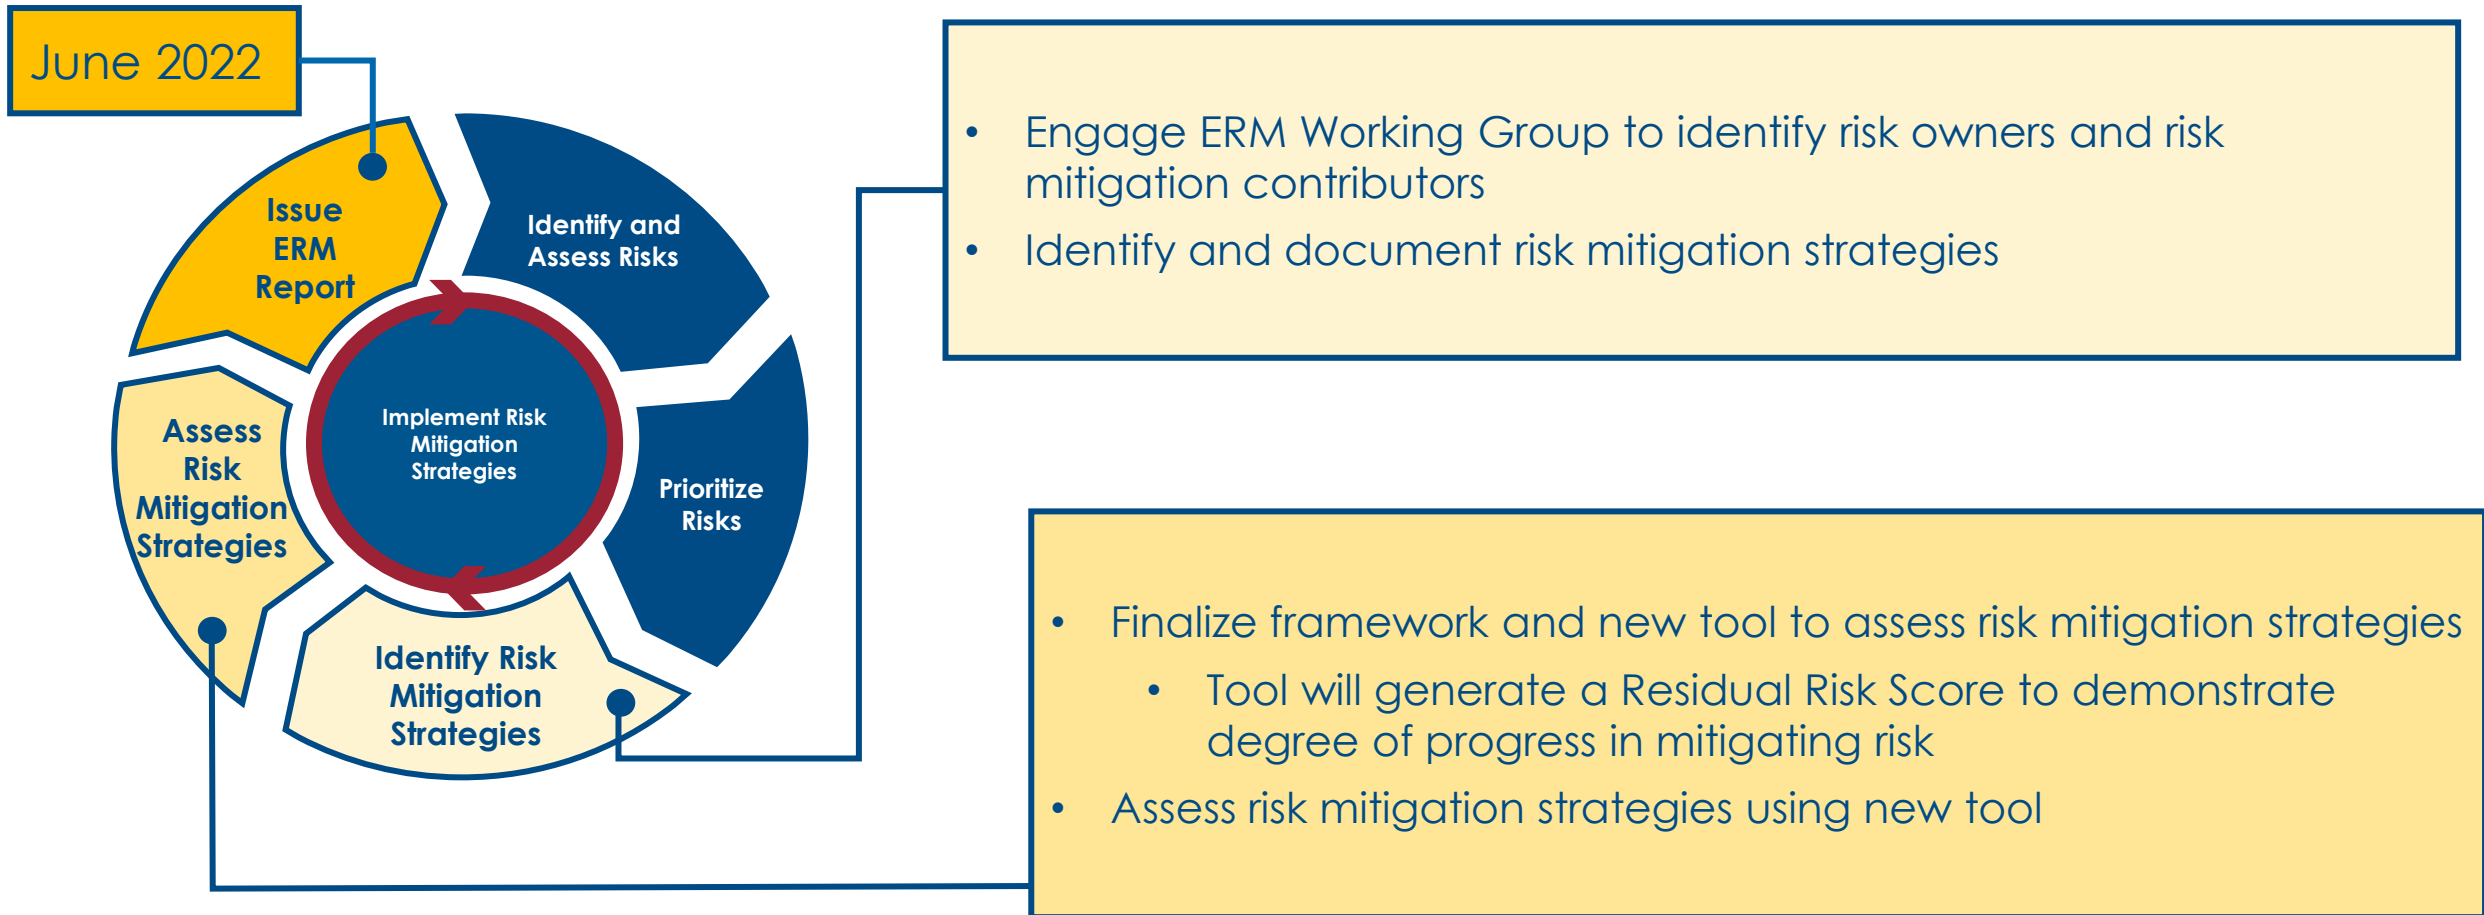 June 2022
Issue
ERM
Report
Identify and
Assess Risks
Prioritize
Risks
Identify Risk
Mitigation
Strategies
Assess
Risk
Mitigation
Strategies
Implement Risk
Mitigation
Strategies
• Engage ERM Working Group to identify risk owners and risk
mitigation contributors
• Identify and document risk mitigation strategies
• Finalize framework and new tool to assess risk mitigation strategies
• Tool will generate a Residual Risk Score to demonstrate
degree of progress in mitigating risk
• Assess risk mitigation strategies using new tool